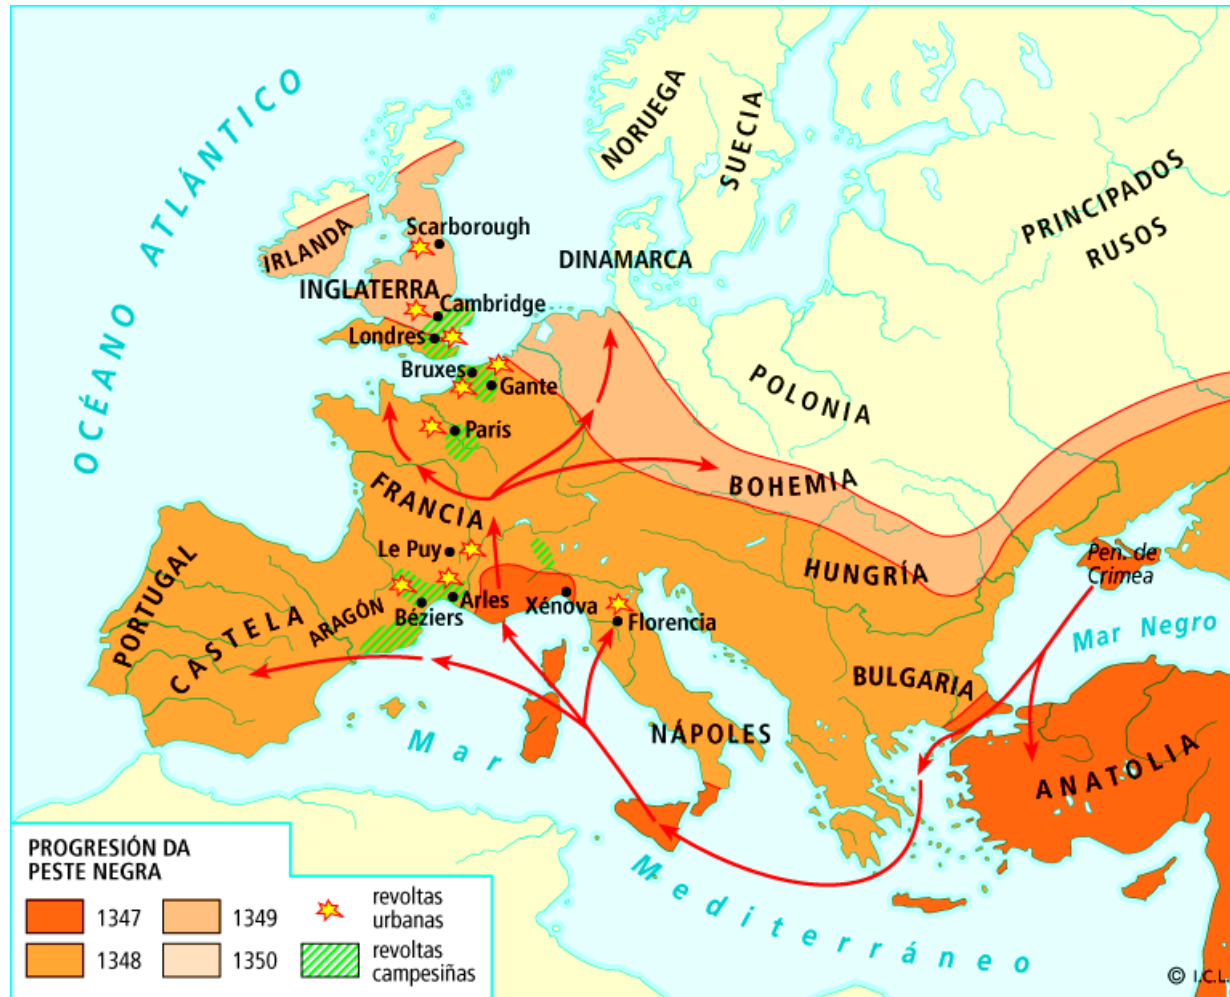 OCÉANO ATLÁNTICO
NORUEGA
SUECIA
PRINCIPADOS
RUSOS
Scarborough
IRLANDA
DINAMARCA
INGLATERRA
Cambridge
Londres
Bruxes
Gante
POLONIA
París
BOHEMIA
FRANCIA
Le Puy
HUNGRÍA
Pen. de
Crimea
PORTUGAL
CASTELA
ARAGÓN
Béziers
Arles
Xénova
Florencia
Mar Negro
BULGARIA
NÁPOLES
ANATOLIA
Mar
Mediterráneo
PROGRESIÓN DA
PESTE NEGRA
1347
1349
1348
1350
revoltas
urbanas
revoltas
campesiñas
© I.C.L.